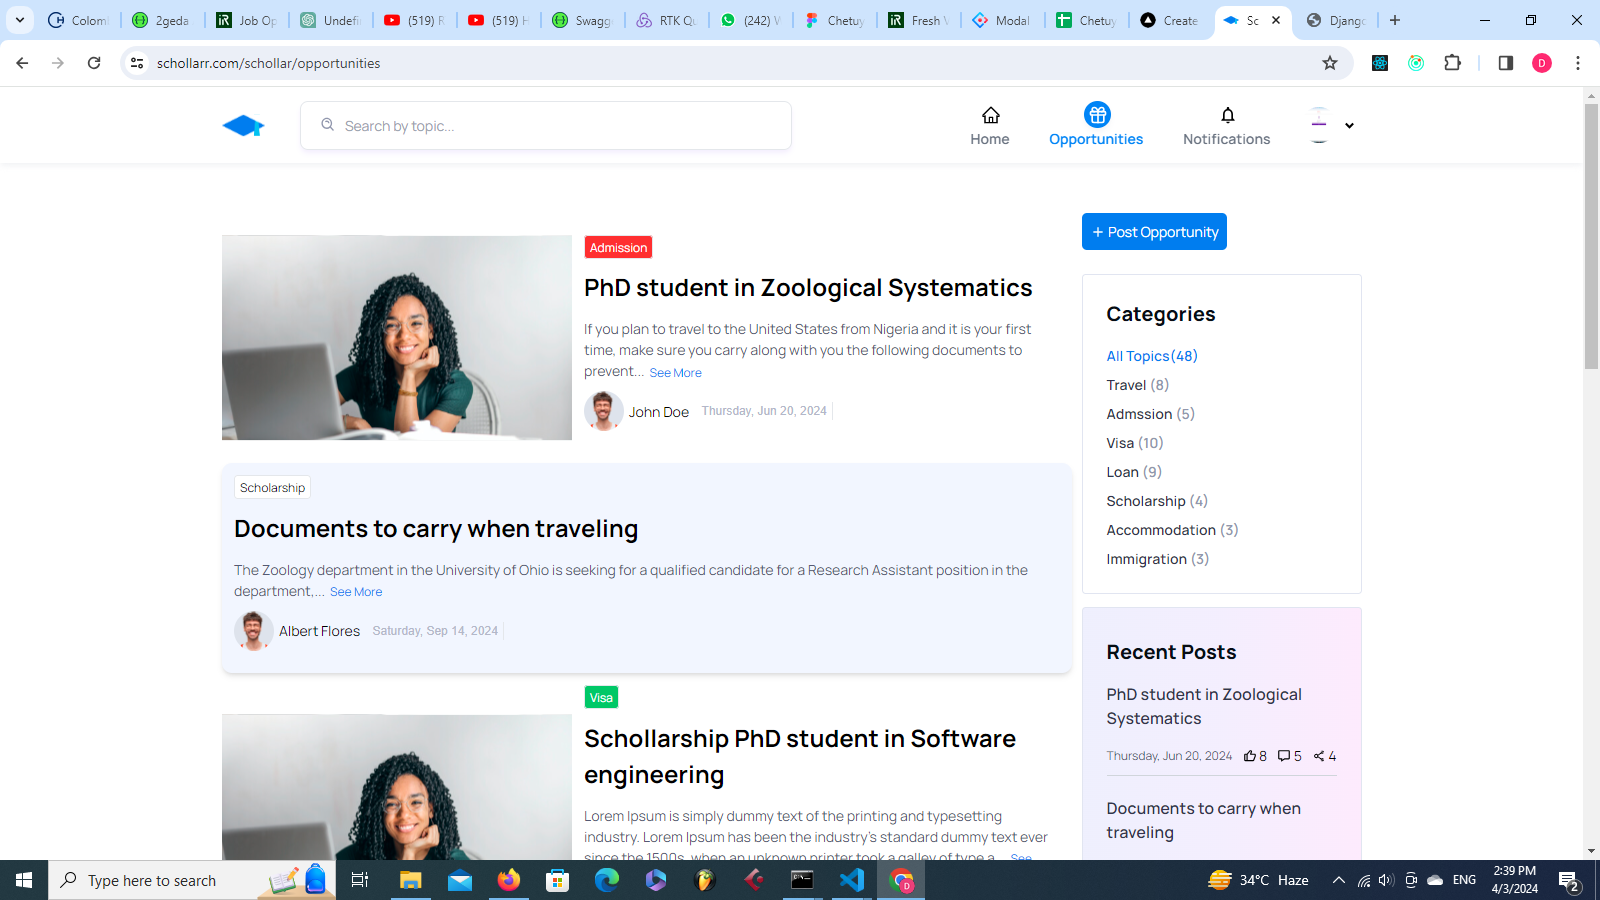 Colomi
2geda
Job Op
Undefin
(519) R
(519) H
Swagge
RTK Qu
(242) W
Chetuy
Fresh V
Modal
Chetuy
Create
Sc
Django
schollarr.com/schollar/opportunities
Search by topic...
Home
Opportunities
Notifications
+ Post Opportunity
Admission
PhD student in Zoological Systematics
If you plan to travel to the United States from Nigeria and it is your first
time, make sure you carry along with you the following documents to
prevent... See More
John Doe Thursday, Jun 20, 2024
Scholarship
Documents to carry when traveling
The Zoology department in the University of Ohio is seeking for a qualified candidate for a Research Assistant position in the
department,... See More
Albert Flores Saturday, Sep 14, 2024
Visa
Schollarship PhD student in Software
engineering
Lorem Ipsum is simply dummy text of the printing and typesetting
industry. Lorem Ipsum has been the industry's standard dummy text ever
since the 1500s, when an unknown printer took a galley of type a... See
Categories
All Topics(48)
Travel (8)
Admssion (5)
Visa (10)
Loan (9)
Scholarship (4)
Accommodation (3)
Immigration (3)
Recent Posts
PhD student in Zoological
Systematics
Thursday, Jun 20, 2024 8 5 4
Documents to carry when
traveling
Type here to search
34°C Haze
ENG
2:39 PM
4/3/2024
2